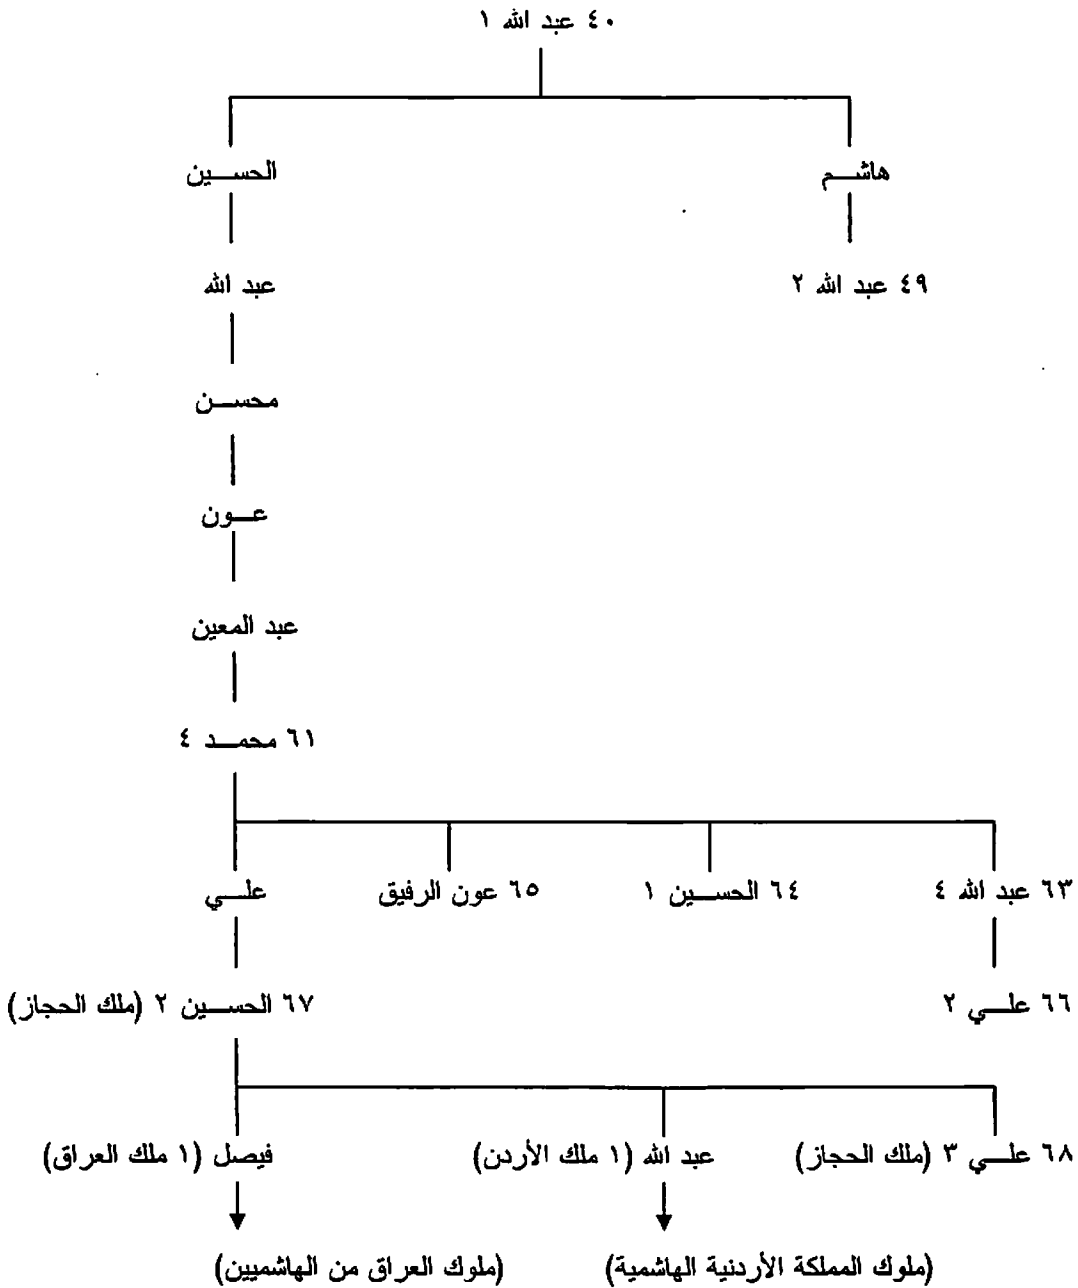 ٤٠ عبد الله ١
هاشم الحسين
٤٩ عبد الله ٢ عبد الله
محسن
عون
عبد المعين
٦١ محمد ٤
٦٣ عبد الله ٤ ٦٤ الحسين ١ ٦٥ عون الرفيق علي
٦٦ علي ٢ ٦٧ الحسين ٢ (ملك الحجاز)
٦٨ علي ٣ (ملك الحجاز) عبد الله (١ ملك الأردن) فيصل (١ ملك العراق)
(ملوك المملكة الأردنية الهاشمية) (ملوك العراق من الهاشميين)